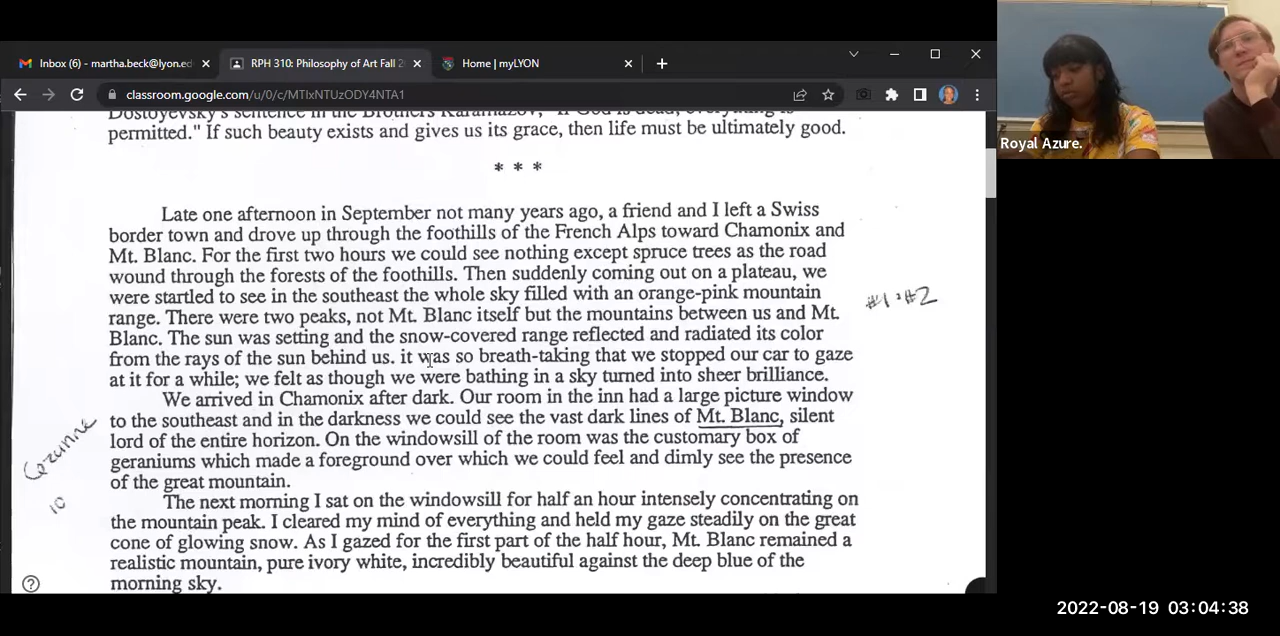 Inbox (6) - martha.beck@lyon.ed
RPH 310: Philosophy of Art Fall 2
Home | myLYON
classroom.google.com/u/0/c/MTIxNTUzODY4NTA1
Dostoyevsky's sentence in the Brothers Karamazov, "If God is dead, everything is
permitted." If such beauty exists and gives us its grace, then life must be ultimately good.
* * *
Late one afternoon in September not many years ago, a friend and I left a Swiss
border town and drove up through the foothills of the French Alps toward Chamonix and
Mt. Blanc. For the first two hours we could see nothing except spruce trees as the road
wound through the forests of the foothills. Then suddenly coming out on a plateau, we
were startled to see in the southeast the whole sky filled with an orange-pink mountain
range. There were two peaks, not Mt. Blanc itself but the mountains between us and Mt.
Blanc. The sun was setting and the snow-covered range reflected and radiated its color
from the rays of the sun behind us. it was so breath-taking that we stopped our car to gaze
at it for a while; we felt as though we were bathing in a sky turned into sheer brilliance.
#1 + #2
We arrived in Chamonix after dark. Our room in the inn had a large picture window
to the southeast and in the darkness we could see the vast dark lines of Mt. Blanc, silent
lord of the entire horizon. On the windowsill of the room was the customary box of
geraniums which made a foreground over which we could feel and dimly see the presence
of the great mountain.
Cezanne
10
The next morning I sat on the windowsill for half an hour intensely concentrating on
the mountain peak. I cleared my mind of everything and held my gaze steadily on the great
cone of glowing snow. As I gazed for the first part of the half hour, Mt. Blanc remained a
realistic mountain, pure ivory white, incredibly beautiful against the deep blue of the
morning sky.
Royal Azure.
2022-08-19 03:04:38